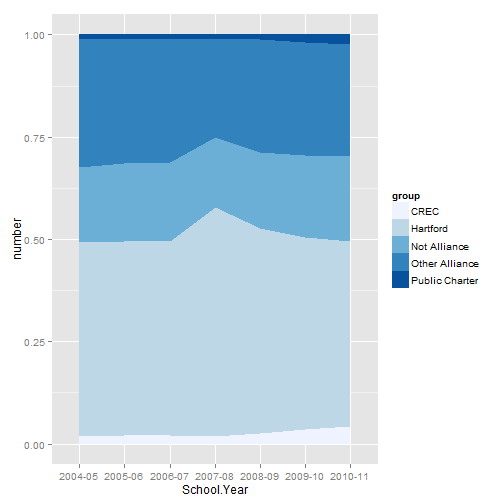 1.00
0.75
0.50
0.25
0.00
number
2004-05 2005-06 2006-07 2007-08 2008-09 2009-10 2010-11
School.Year
group
CREC
Hartford
Not Alliance
Other Alliance
Public Charter